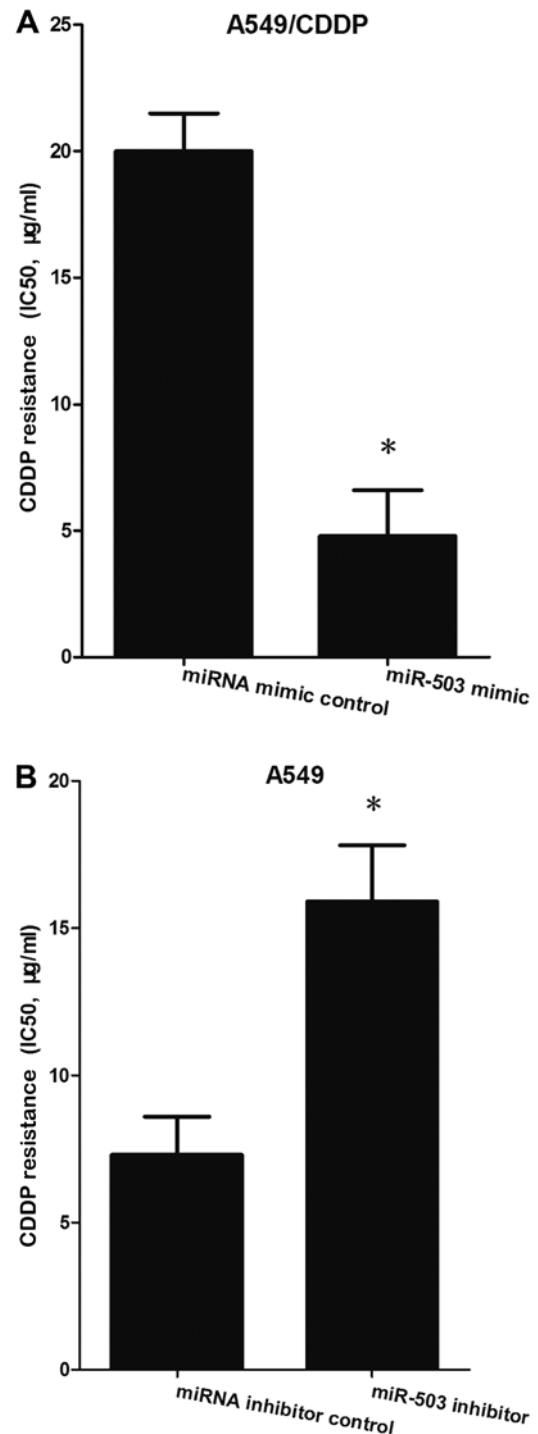 A
A549/CDDP
CDDP resistance (IC50, µg/ml)
25
20
15
10
5
0
*
miRNA mimic control
miR-503 mimic
B
A549
CDDP resistance (IC50, µg/ml)
20
15
10
5
0
*
miRNA inhibitor control
miR-503 inhibitor